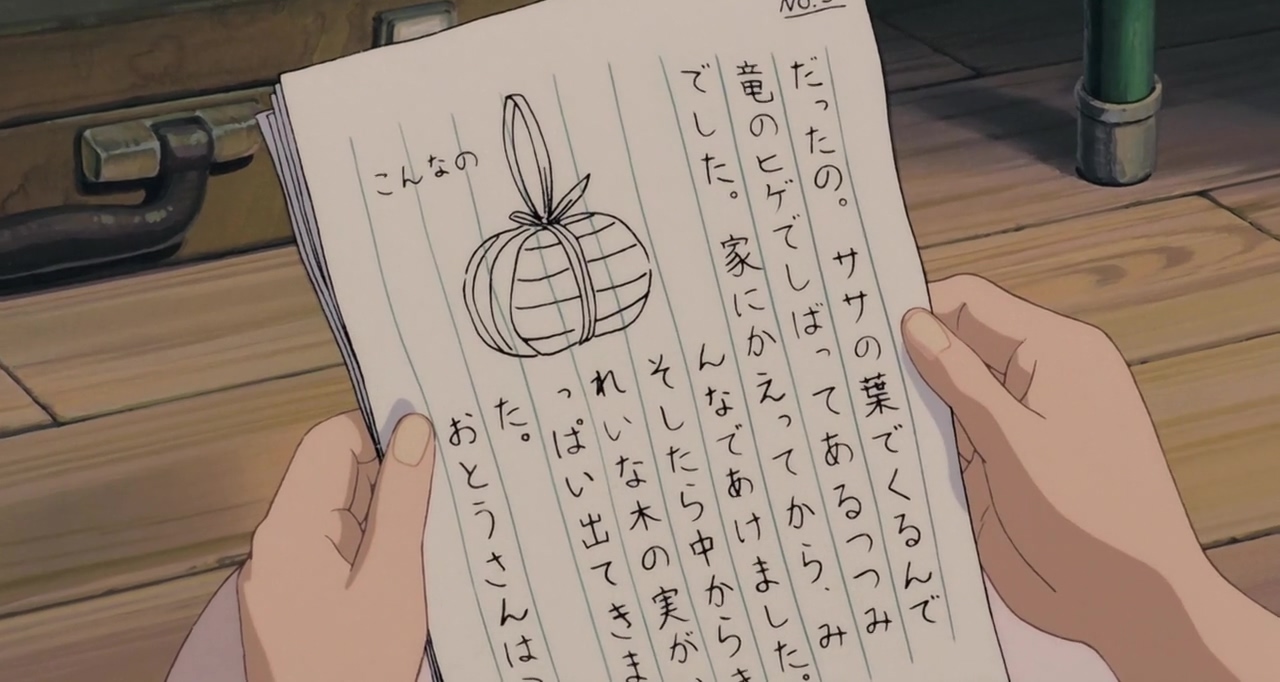 だったの。ササの葉でくるんで
竜のヒゲでしばってあるつつみ
でした。家にかえってから、み
んなであけました。
そしたら中からき
れいな木の実が、
っぱい出てきま
た。
おとうさんは
こんなの